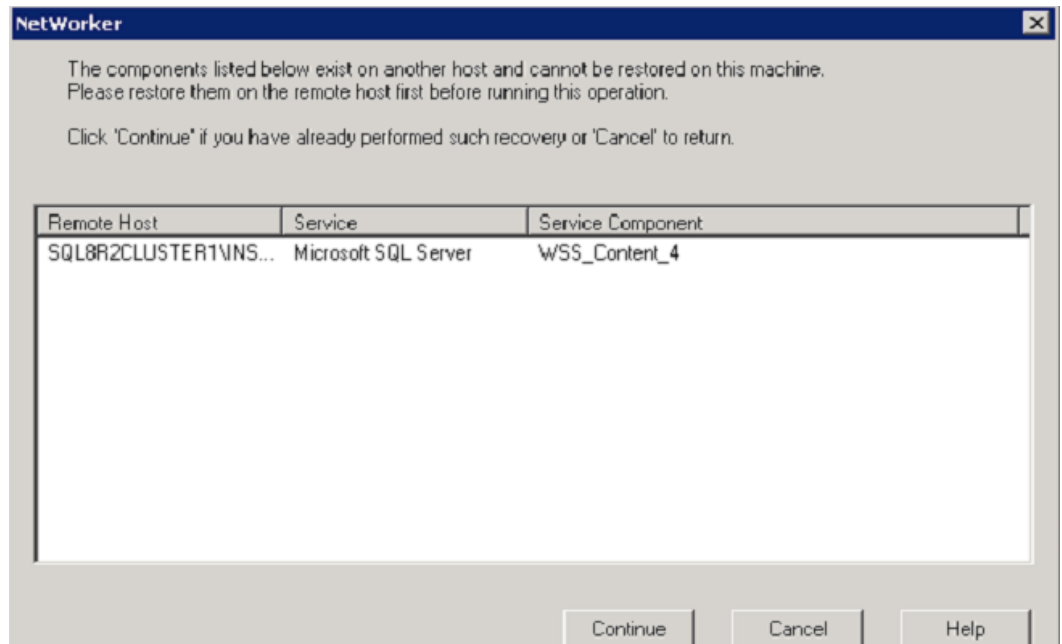 NetWorker
The components listed below exist on another host and cannot be restored on this machine.
Please restore them on the remote host first before running this operation.
Click 'Continue' if you have already performed such recovery or 'Cancel' to return.
Remote Host Service Service Component
SQL8R2CLUSTER1\INS... Microsoft SQL Server WSS_Content_4
Continue Cancel Help